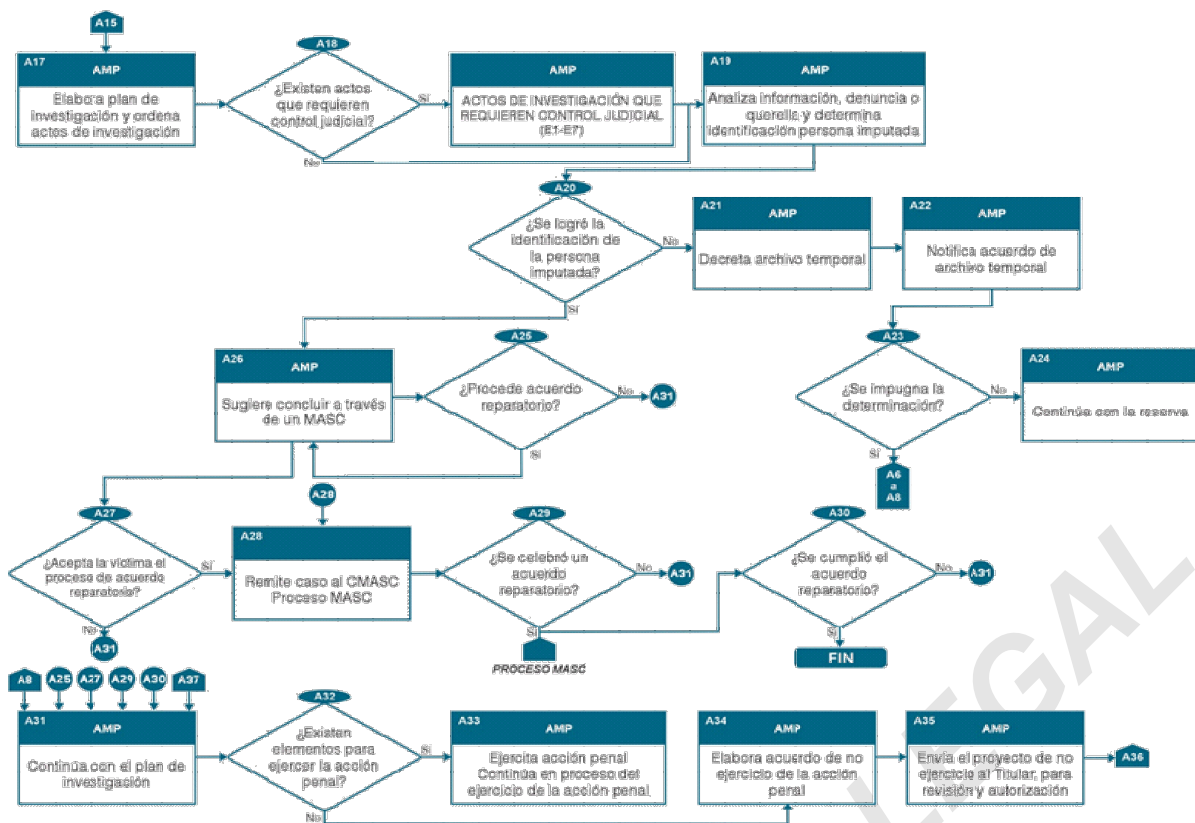 A15
A17
AMP
Elabora plan de
investigación y ordena
actos de investigación
A18
¿Existen actos
que requieren
control judicial?
Sí
No
AMP
ACTOS DE INVESTIGACIÓN QUE
REQUIEREN CONTROL JUDICIAL
(E1-E7)
A19
AMP
Analiza información, denuncia o
querella y determina
identificación persona imputada
A20
¿Se logró la
identificación de
la persona
imputada?
No
Sí
A21
AMP
Decreta archivo temporal
A22
AMP
Notifica acuerdo de
archivo temporal
A26
AMP
Sugiere concluir a través
de un MASC
A25
¿Procede acuerdo
reparatorio?
No
A31
Sí
A23
¿Se impugna la
determinación?
No
Sí
A6
a
A8
A24
AMP
Continúa con la reserva
A27
¿Acepta la víctima el
proceso de acuerdo
reparatorio?
Sí
No
A31
A28
A28
Remite caso al CMASC
Proceso MASC
A29
¿Se celebró un
acuerdo
reparatorio?
No
A31
Sí
PROCESO MASC
A30
¿Se cumplió el
acuerdo
reparatorio?
No
A31
Sí
FIN
A8
A25
A27
A29
A30
A37
A31
AMP
Continúa con el plan de
investigación
A32
¿Existen
elementos para
ejercer la acción
penal?
Sí
No
A33
AMP
Ejercita acción penal
Continúa en proceso del
ejercicio de la acción penal
A34
AMP
Elabora acuerdo de no
ejercicio de la acción
penal
A35
AMP
Envía el proyecto de no
ejercicio al Titular, para
revisión y autorización
A36
LEGAL